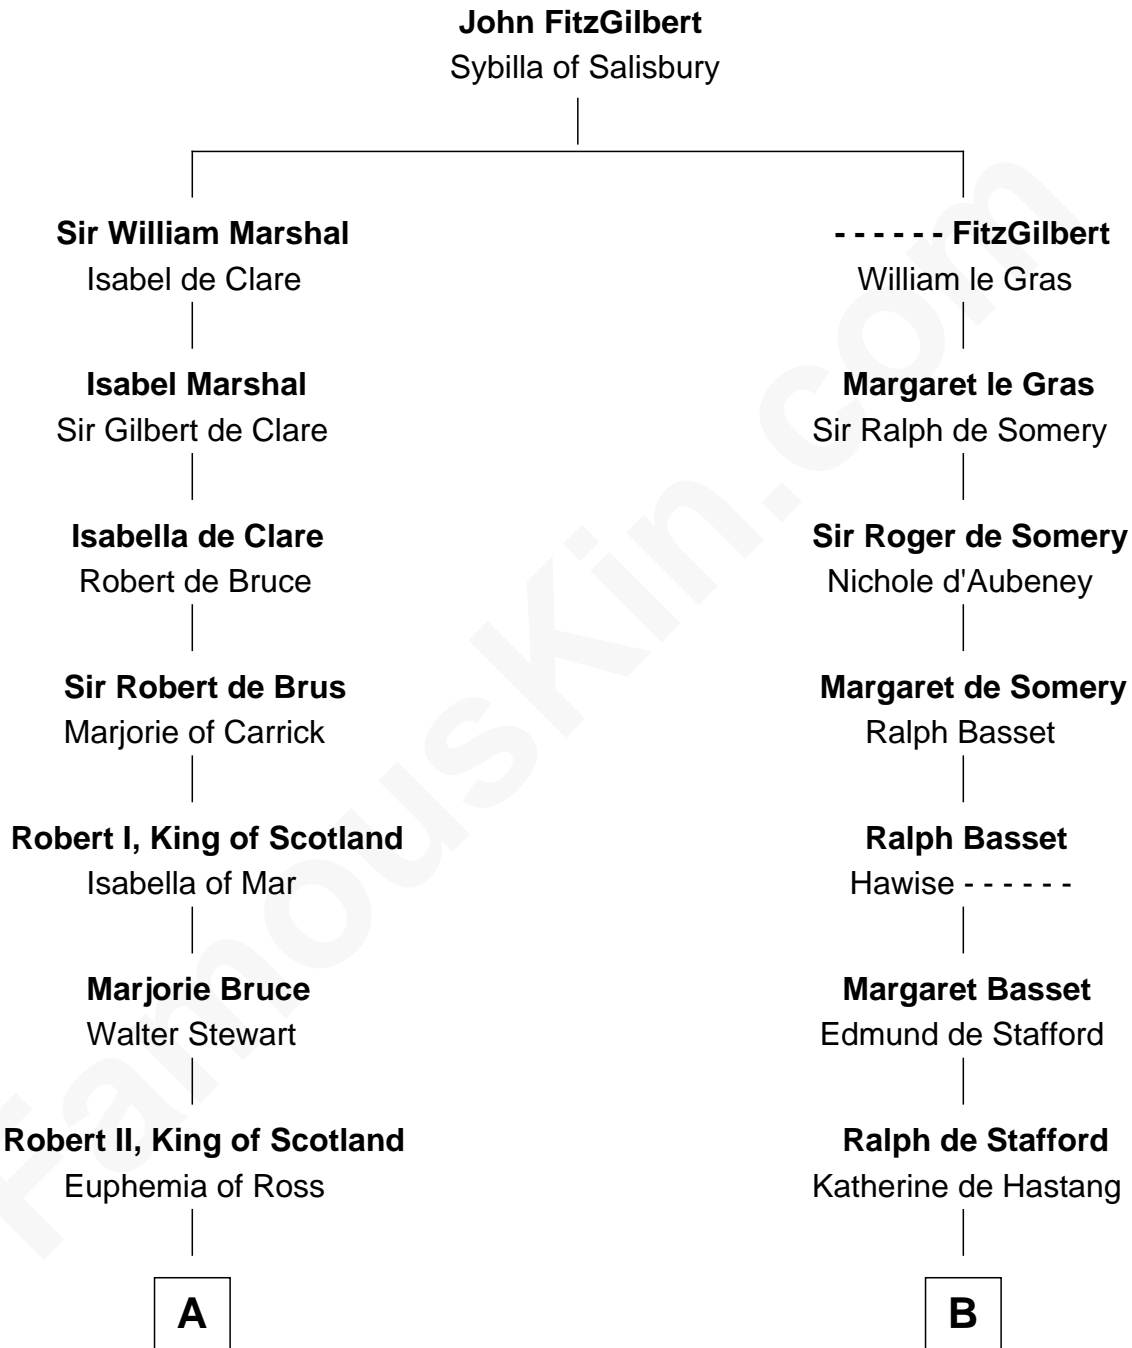 John FitzGilbert
Sybilla of Salisbury
Sir William Marshal
Isabel de Clare
Isabel Marshal
Sir Gilbert de Clare
Isabella de Clare
Robert de Bruce
Sir Robert de Brus
Marjorie of Carrick
Robert I, King of Scotland
Isabella of Mar
Marjorie Bruce
Walter Stewart
Robert II, King of Scotland
Euphemia of Ross
A
- - - - - - FitzGilbert
William le Gras
Margaret le Gras
Sir Ralph de Somery
Sir Roger de Somery
Nichole d'Aubeney
Margaret de Somery
Ralph Basset
Ralph Basset
Hawise - - - - - -
Margaret Basset
Edmund de Stafford
Ralph de Stafford
Katherine de Hastang
B
FamousKin.com